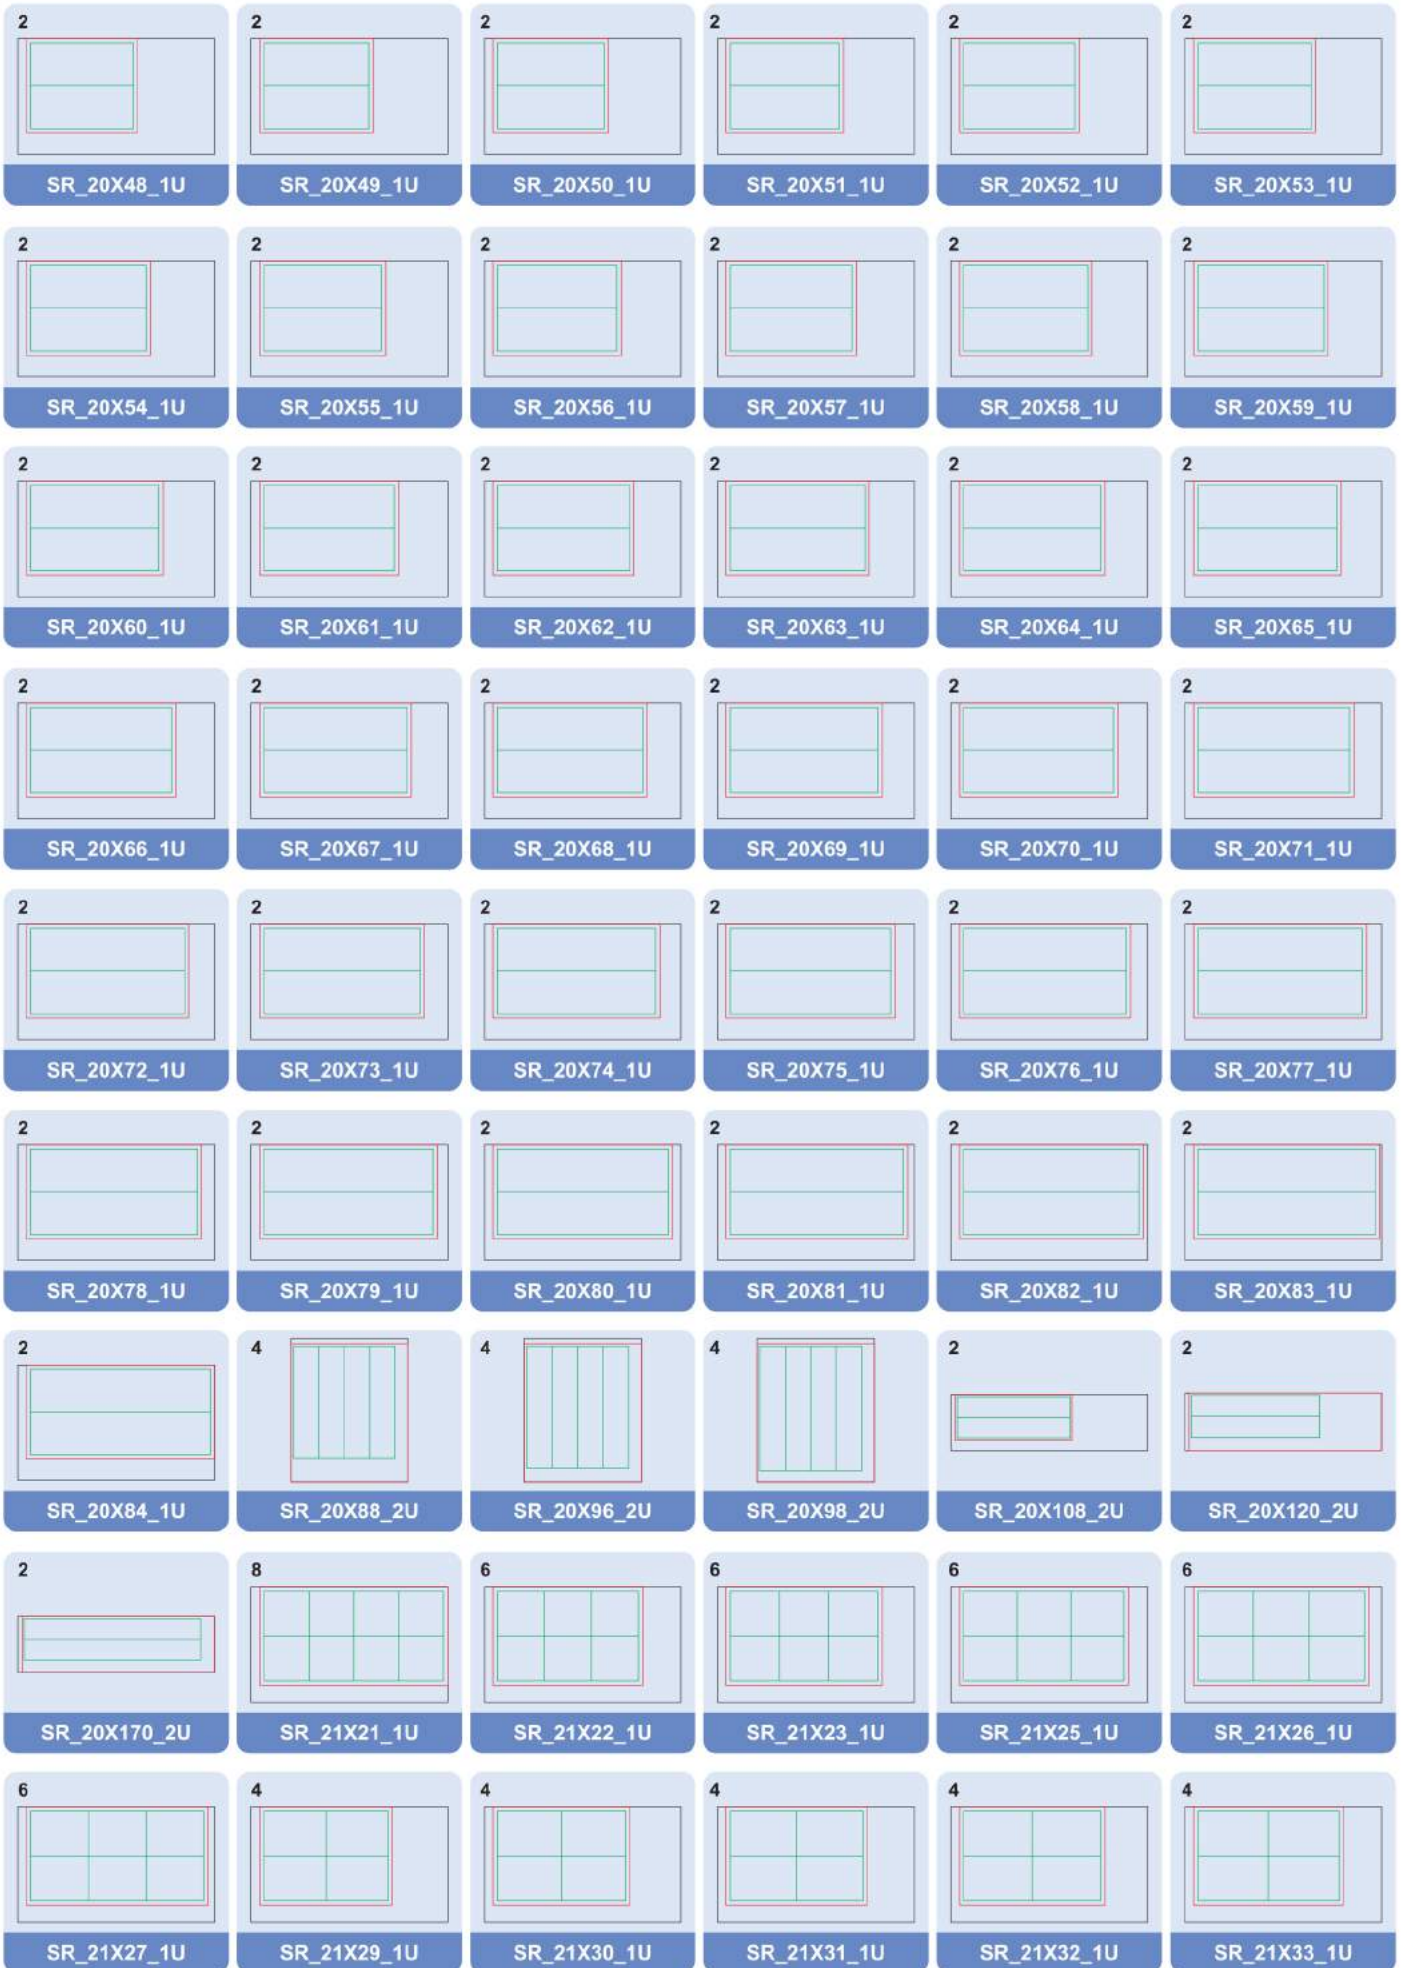 2 2 2 2 2 2
SR_20X48_1U SR_20X49_1U SR_20X50_1U SR_20X51_1U SR_20X52_1U SR_20X53_1U
2 2 2 2 2 2
SR_20X54_1U SR_20X55_1U SR_20X56_1U SR_20X57_1U SR_20X58_1U SR_20X59_1U
2 2 2 2 2 2
SR_20X60_1U SR_20X61_1U SR_20X62_1U SR_20X63_1U SR_20X64_1U SR_20X65_1U
2 2 2 2 2 2
SR_20X66_1U SR_20X67_1U SR_20X68_1U SR_20X69_1U SR_20X70_1U SR_20X71_1U
2 2 2 2 2 2
SR_20X72_1U SR_20X73_1U SR_20X74_1U SR_20X75_1U SR_20X76_1U SR_20X77_1U
2 2 2 2 2 2
SR_20X78_1U SR_20X79_1U SR_20X80_1U SR_20X81_1U SR_20X82_1U SR_20X83_1U
2 4 4 4 2 2
SR_20X84_1U SR_20X88_2U SR_20X96_2U SR_20X98_2U SR_20X108_2U SR_20X120_2U
2 8 6 6 6 6
SR_20X170_2U SR_21X21_1U SR_21X22_1U SR_21X23_1U SR_21X25_1U SR_21X26_1U
6 4 4 4 4 4
SR_21X27_1U SR_21X29_1U SR_21X30_1U SR_21X31_1U SR_21X32_1U SR_21X33_1U